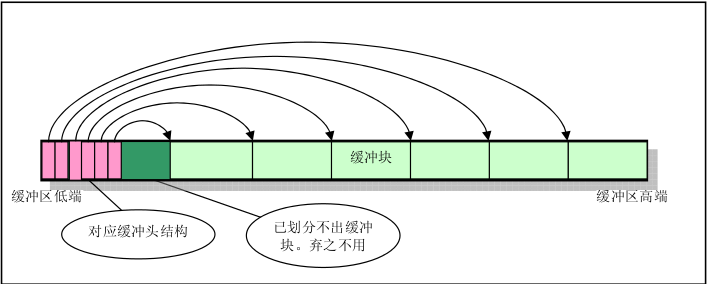 缓冲块
缓冲区低端
缓冲区高端
对应缓冲头结构
已划分不出缓冲
块。弃之不用